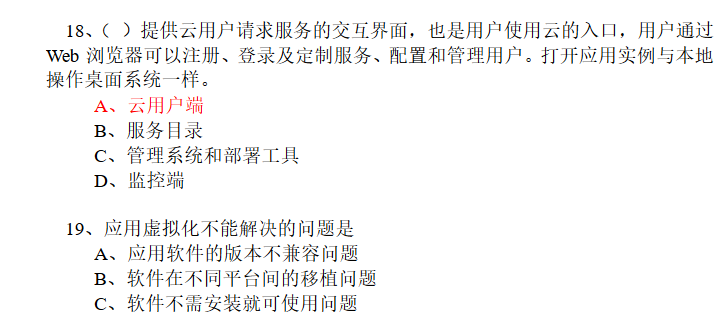 18、（ ）提供云用户请求服务的交互界面，也是用户使用云的入口，用户通过
Web 浏览器可以注册、登录及定制服务、配置和管理用户。打开应用实例与本地
操作桌面系统一样。
A、云用户端
B、服务目录
C、管理系统和部署工具
D、监控端
19、应用虚拟化不能解决的问题是
A、应用软件的版本不兼容问题
B、软件在不同平台间的移植问题
C、软件不需安装就可使用问题